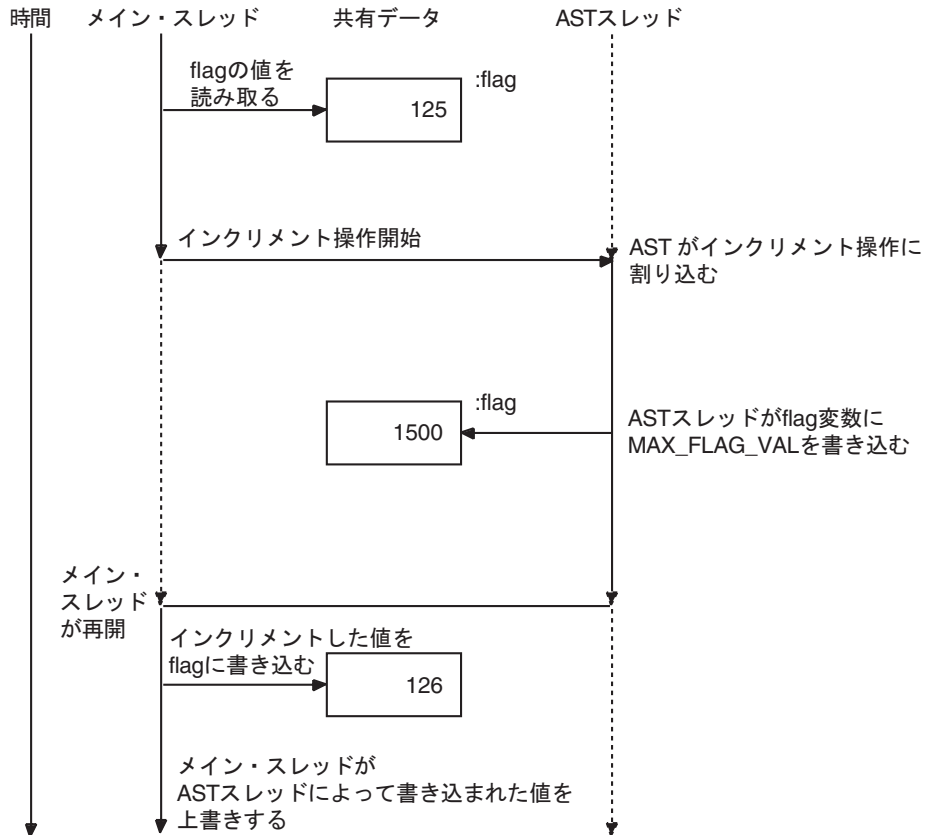 時間
メイン・スレッド
共有データ
ASTスレッド
flagの値を
読み取る
:flag
125
インクリメント操作開始
AST がインクリメント操作に
割り込む
:flag
1500
ASTスレッドがflag変数に
MAX_FLAG_VALを書き込む
メイン・
スレッド
が再開
インクリメントした値を
flagに書き込む
126
メイン・スレッドが
ASTスレッドによって書き込まれた値を
上書きする